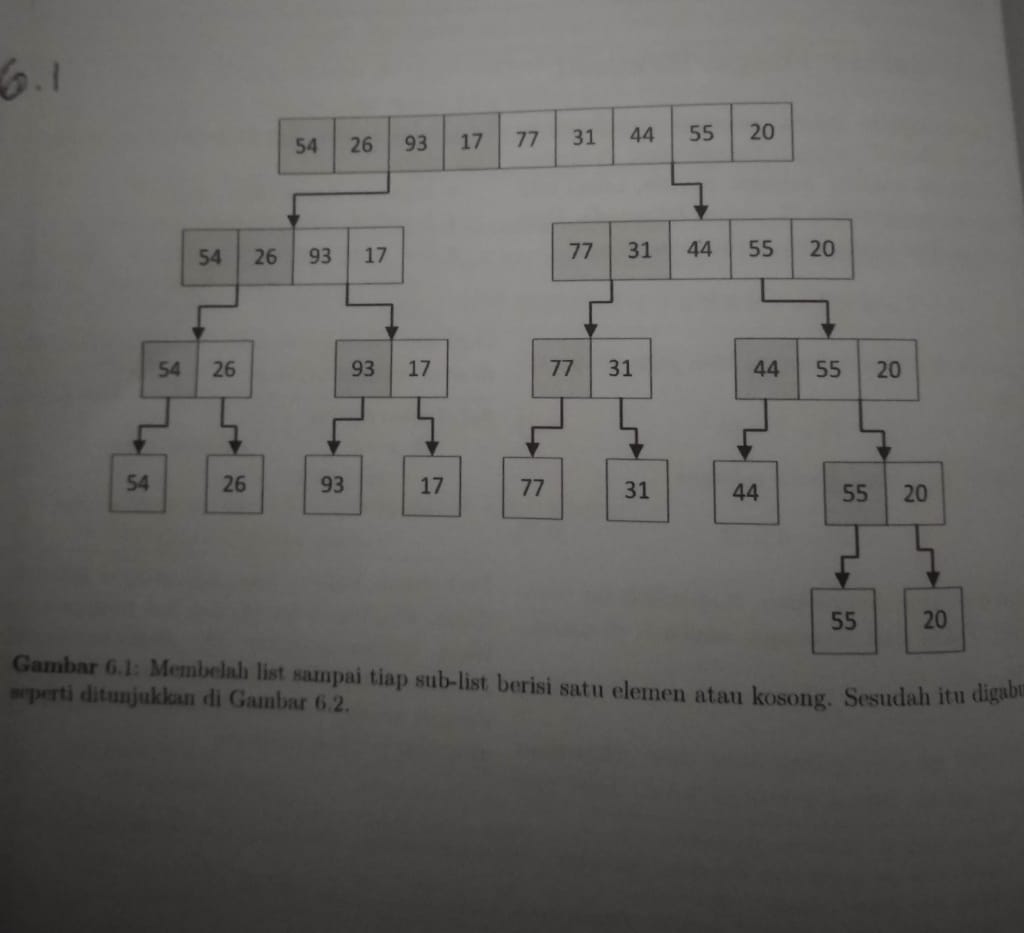 6.1
54 26 93 17 77 31 44 55 20
54 26 93 17 77 31 44 55 20
54 26 93 17 77 31 44 55 20
54 26 93 17 77 31 44 55 20
55 20
Gambar 6.1: Membelah list sampai tiap sub-list berisi satu elemen atau kosong. Sesudah itu
seperti ditunjukkan di Gambar 6.2.